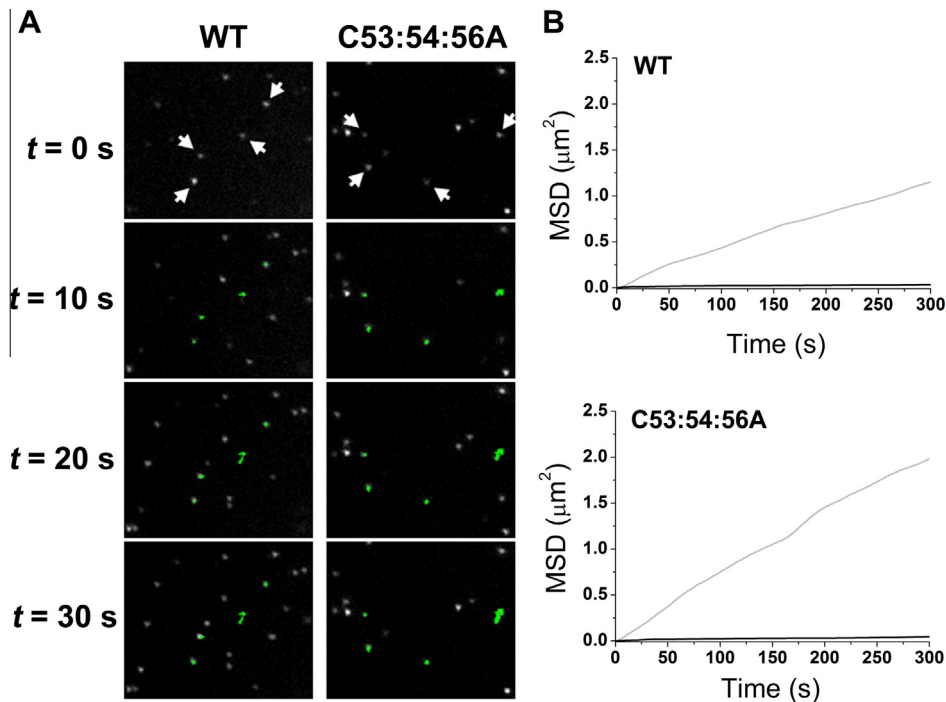 A
WT
C53:54:56A
t = 0 s
t = 10 s
t = 20 s
t = 30 s
B
WT
MSD (μm²)
2.5
2.0
1.5
1.0
0.5
0.0
0 50 100 150 200 250 300
Time (s)
C53:54:56A
MSD (μm²)
2.5
2.0
1.5
1.0
0.5
0.0
0 50 100 150 200 250 300
Time (s)